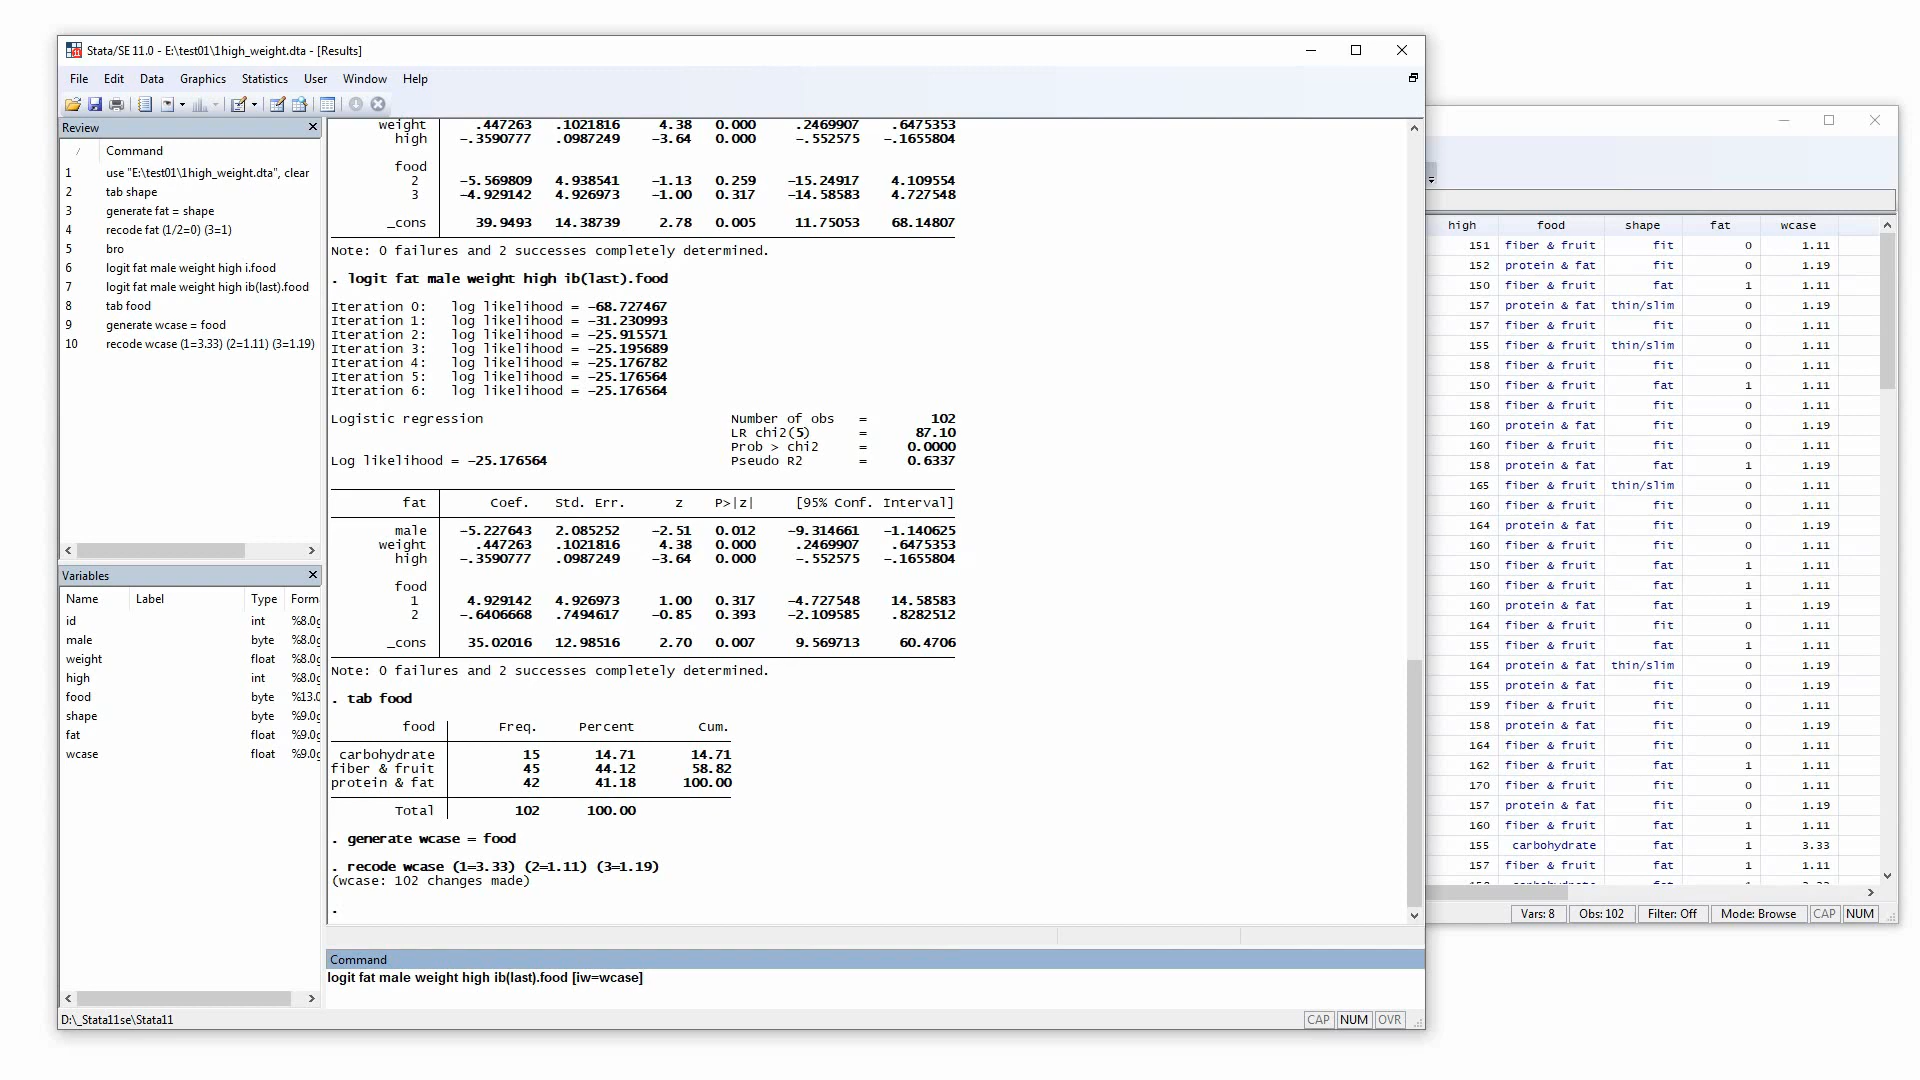 Stata/SE 11.0 - E:\test01\1high_weight.dta - [Results]
File Edit Data Graphics Statistics User Window Help
Review
Command
1 use "E:\test01\1high_weight.dta", clear
2 tab shape
3 generate fat = shape
4 recode fat (1/2=0) (3=1)
5 bro
6 logit fat male weight high i.food
7 logit fat male weight high ib(last).food
8 tab food
9 generate wcase = food
10 recode wcase (1=3.33) (2=1.11) (3=1.19)
Variables
Name Label Type Form
id int %8.0g
male byte %8.0g
weight float %8.0g
high int %8.0g
food byte %13.0
shape byte %9.0g
fat float %9.0g
wcase float %9.0g
weight .447263 .1021816 4.38 0.000 .2469907 .6475353
high -.3590777 .0987249 -3.64 0.000 -.552575 -.1655804
food
2 -5.569809 4.938541 -1.13 0.259 -15.24917 4.109554
3 -4.929142 4.926973 -1.00 0.317 -14.58583 4.727548
_cons 39.9493 14.38739 2.78 0.005 11.75053 68.14807
Note: 0 failures and 2 successes completely determined.
. logit fat male weight high ib(last).food
Iteration 0: log likelihood = -68.727467
Iteration 1: log likelihood = -31.230993
Iteration 2: log likelihood = -25.915571
Iteration 3: log likelihood = -25.195689
Iteration 4: log likelihood = -25.176782
Iteration 5: log likelihood = -25.176564
Iteration 6: log likelihood = -25.176564
Logistic regression Number of obs = 102
LR chi2(5) = 87.10
Prob > chi2 = 0.0000
Log likelihood = -25.176564 Pseudo R2 = 0.6337
fat Coef. Std. Err. z P>|z| [95% Conf. Interval]
male -5.227643 2.085252 -2.51 0.012 -9.314661 -1.140625
weight .447263 .1021816 4.38 0.000 .2469907 .6475353
high -.3590777 .0987249 -3.64 0.000 -.552575 -.1655804
food
1 4.929142 4.926973 1.00 0.317 -4.727548 14.58583
2 -.6406668 .7494617 -0.85 0.393 -2.109585 .8282512
_cons 35.02016 12.98516 2.70 0.007 9.569713 60.4706
Note: 0 failures and 2 successes completely determined.
. tab food
food Freq. Percent Cum.
carbohydrate 15 14.71 14.71
fiber & fruit 45 44.12 58.82
protein & fat 42 41.18 100.00
Total 102 100.00
. generate wcase = food
. recode wcase (1=3.33) (2=1.11) (3=1.19)
(wcase: 102 changes made)
.
Command
logit fat male weight high ib(last).food [iw=wcase]
D:\_Stata11se\Stata11 CAP NUM OVR
high food shape fat wcase
151 fiber & fruit fit 0 1.11
152 protein & fat fit 0 1.19
150 fiber & fruit fat 1 1.11
157 protein & fat thin/slim 0 1.19
157 fiber & fruit fit 0 1.11
155 fiber & fruit thin/slim 0 1.11
158 fiber & fruit fit 0 1.11
150 fiber & fruit fat 1 1.11
158 fiber & fruit fit 0 1.11
160 protein & fat fit 0 1.19
160 fiber & fruit fit 0 1.11
158 protein & fat fat 1 1.19
165 fiber & fruit thin/slim 0 1.11
160 fiber & fruit fit 0 1.11
164 protein & fat fit 0 1.19
160 fiber & fruit fit 0 1.11
150 fiber & fruit fat 1 1.11
160 fiber & fruit fat 1 1.11
160 protein & fat fat 1 1.19
164 fiber & fruit fit 0 1.11
155 fiber & fruit fat 1 1.11
164 protein & fat thin/slim 0 1.19
155 protein & fat fit 0 1.19
159 fiber & fruit fit 0 1.11
158 protein & fat fit 0 1.19
164 fiber & fruit fit 0 1.11
162 fiber & fruit fat 1 1.11
170 fiber & fruit fit 0 1.11
157 protein & fat fit 0 1.19
160 fiber & fruit fat 1 1.11
155 carbohydrate fat 1 3.33
157 fiber & fruit fat 1 1.11
Vars: 8 Obs: 102 Filter: Off Mode: Browse CAP NUM